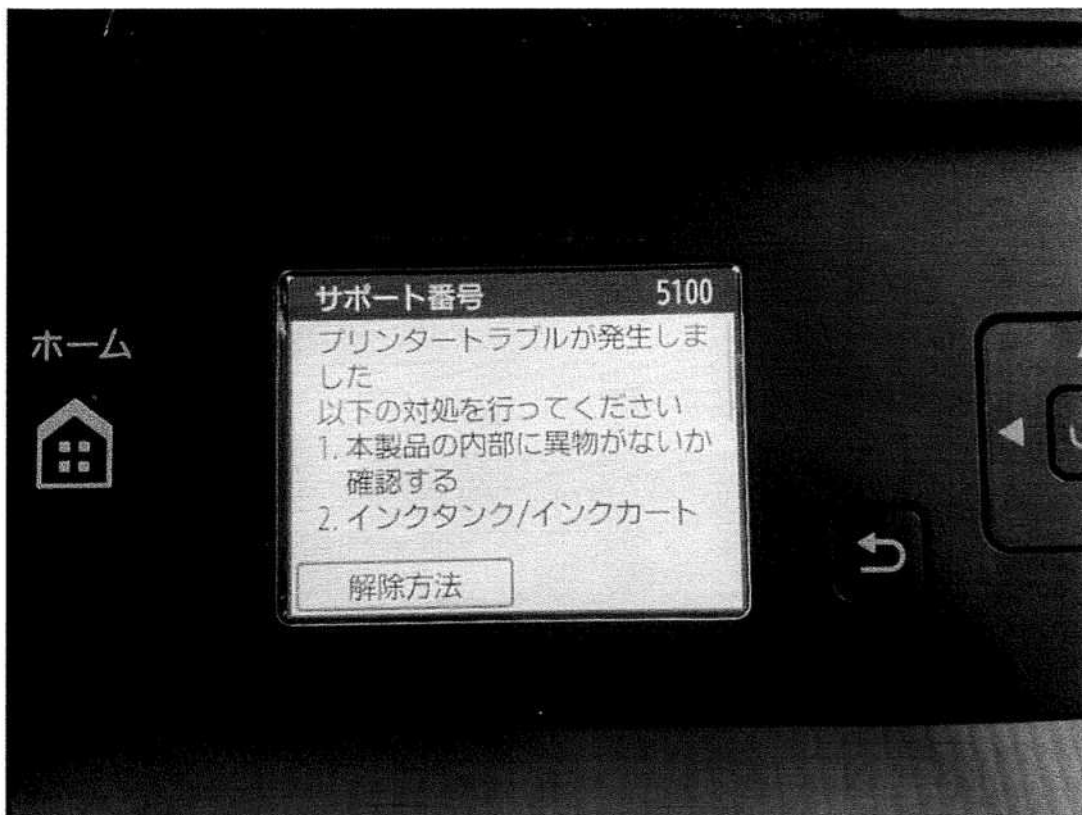 サポート番号 5100
プリンタートラブルが発生しま
した
以下の対処を行ってください
1. 本製品の内部に異物がないか
確認する
2. インクタンク/インクカート
解除方法
ホーム